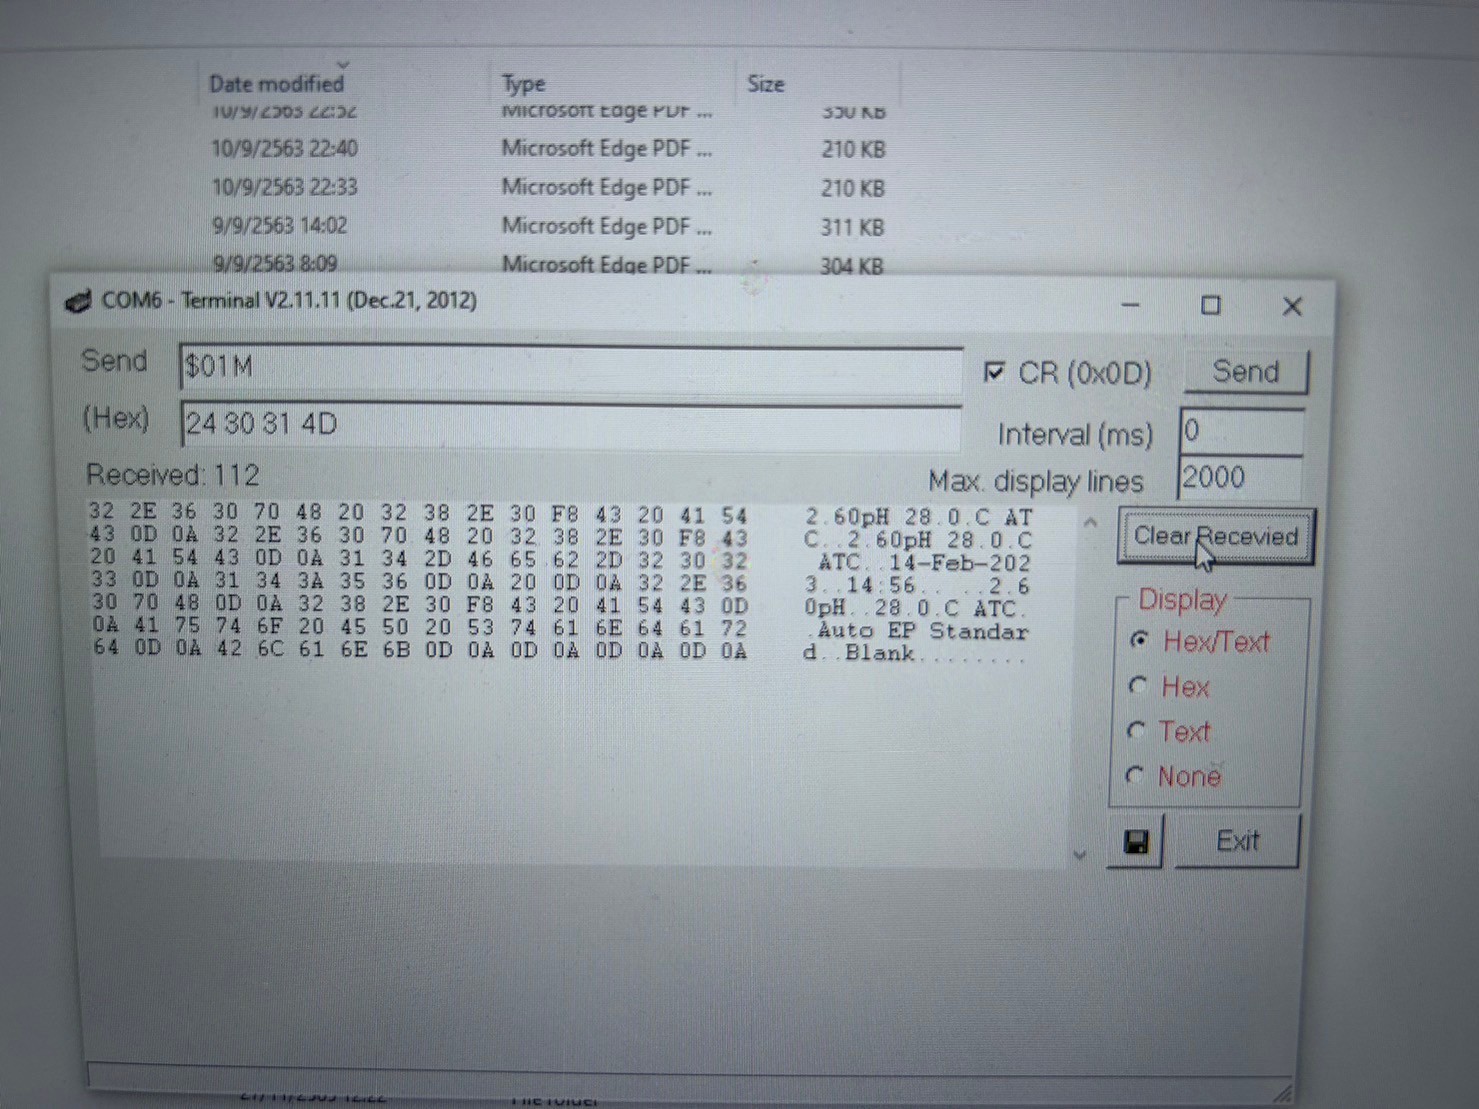 Date modified Type Size
10/9/2563 22:52 Microsoft Edge PDF ... 350 KB
10/9/2563 22:40 Microsoft Edge PDF ... 210 KB
10/9/2563 22:33 Microsoft Edge PDF ... 210 KB
9/9/2563 14:02 Microsoft Edge PDF ... 311 KB
9/9/2563 8:09 Microsoft Edge PDF ... 304 KB
COM6 - Terminal V2.11.11 (Dec.21, 2012)
Send $01M CR (0x0D) Send
(Hex) 24 30 31 4D
Interval (ms) 0
Received: 112 Max. display lines 2000
32 2E 36 30 70 48 20 32 38 2E 30 F8 43 20 41 54 2.60pH 28.0.C AT
43 0D 0A 32 2E 36 30 70 48 20 32 38 2E 30 F8 43 C..2.60pH 28.0.C
20 41 54 43 0D 0A 31 34 2D 46 65 62 2D 32 30 32 ATC..14-Feb-202
33 0D 0A 31 34 3A 35 36 0D 0A 20 0D 0A 32 2E 36 3..14:56.. ..2.6
30 70 48 0D 0A 32 38 2E 30 F8 43 20 41 54 43 0D 0pH..28.0.C ATC.
0A 41 75 74 6F 20 45 50 20 53 74 61 6E 64 61 72 .Auto EP Standar
64 0D 0A 42 6C 61 6E 6B 0D 0A 0D 0A 0D 0A 0D 0A d..Blank........
Clear Recevied
Display
Hex/Text
Hex
Text
None
Exit